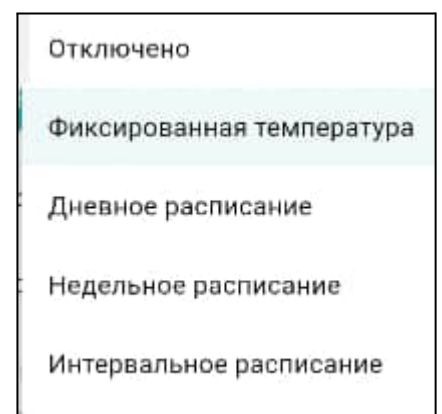 Отключено
Фиксированная температура
Дневное расписание
Недельное расписание
Интервальное расписание